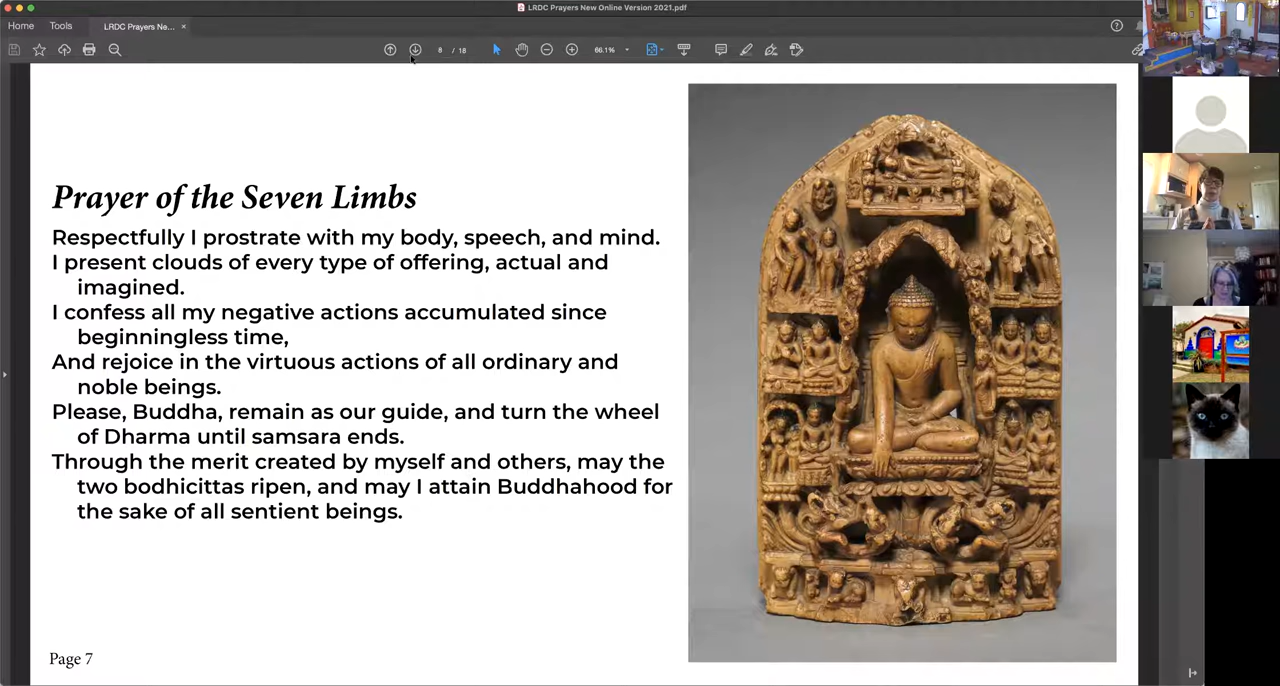 LRDC Prayers New Online Version 2021.pdf
Home
Tools
LRDC Prayers Ne...
8 / 18
66.1%
Prayer of the Seven Limbs
Respectfully I prostrate with my body, speech, and mind.
I present clouds of every type of offering, actual and
imagined.
I confess all my negative actions accumulated since
beginningless time,
And rejoice in the virtuous actions of all ordinary and
noble beings.
Please, Buddha, remain as our guide, and turn the wheel
of Dharma until samsara ends.
Through the merit created by myself and others, may the
two bodhicittas ripen, and may I attain Buddhahood for
the sake of all sentient beings.
Page 7